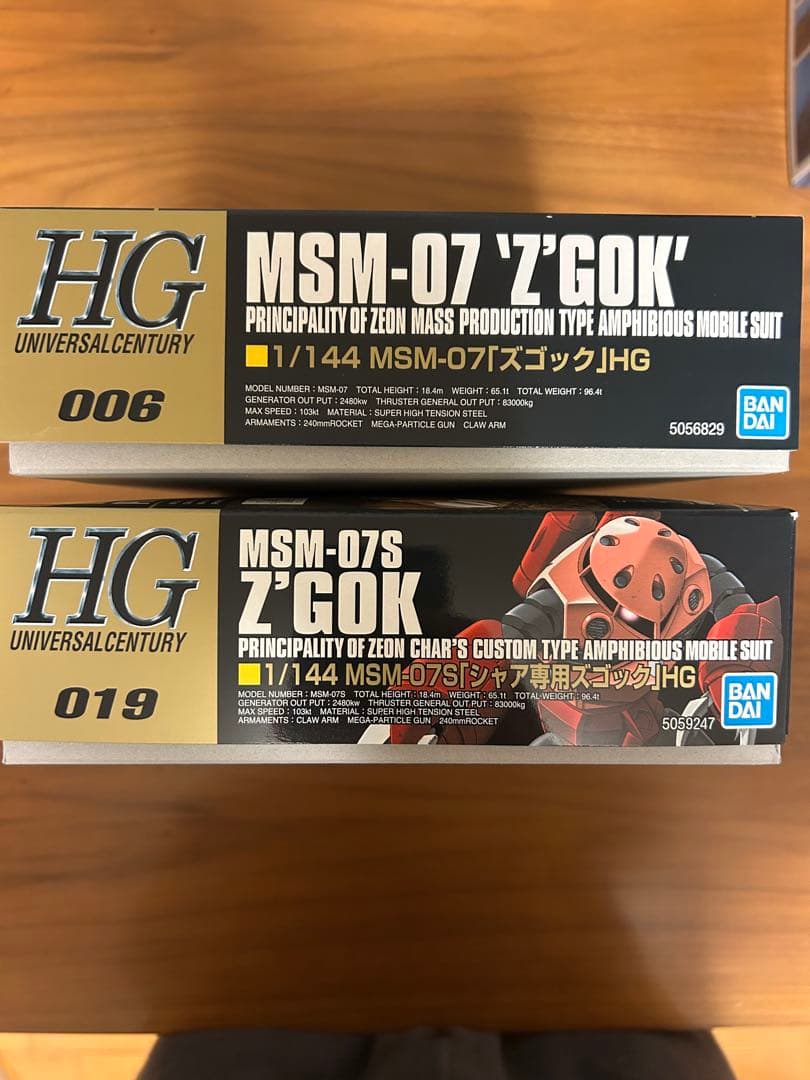 HG
UNIVERSAL CENTURY
006
MSM-07 'Z'GOK'
PRINCIPALITY OF ZEON MASS PRODUCTION TYPE AMPHIBIOUS MOBILE SUIT
1/144 MSM-07「ズゴック」HG
MODEL NUMBER：MSM-07 TOTAL HEIGHT：18.4m WEIGHT：65.1t TOTAL WEIGHT：96.4t
GENERATOR OUT PUT：2480kw THRUSTER GENERAL OUT PUT：83000kg
MAX SPEED：103kt MATERIAL：SUPER HIGH TENSION STEEL
ARMAMENTS：240mmROCKET MEGA-PARTICLE GUN CLAW ARM
5056829
BAN
DAI
HG
UNIVERSAL CENTURY
019
MSM-07S
Z'GOK
PRINCIPALITY OF ZEON CHAR'S CUSTOM TYPE AMPHIBIOUS MOBILE SUIT
1/144 MSM-07S「シャア専用ズゴック」HG
MODEL NUMBER：MSM-07S TOTAL HEIGHT：18.4m WEIGHT：65.1t TOTAL WEIGHT：96.4t
GENERATOR OUT PUT：2480kw THRUSTER GENERAL OUT PUT：83000kg
MAX SPEED：103kt MATERIAL：SUPER HIGH TENSION STEEL
ARMAMENTS：CLAW ARM MEGA-PARTICLE GUN 240mmROCKET
5059247
BAN
DAI